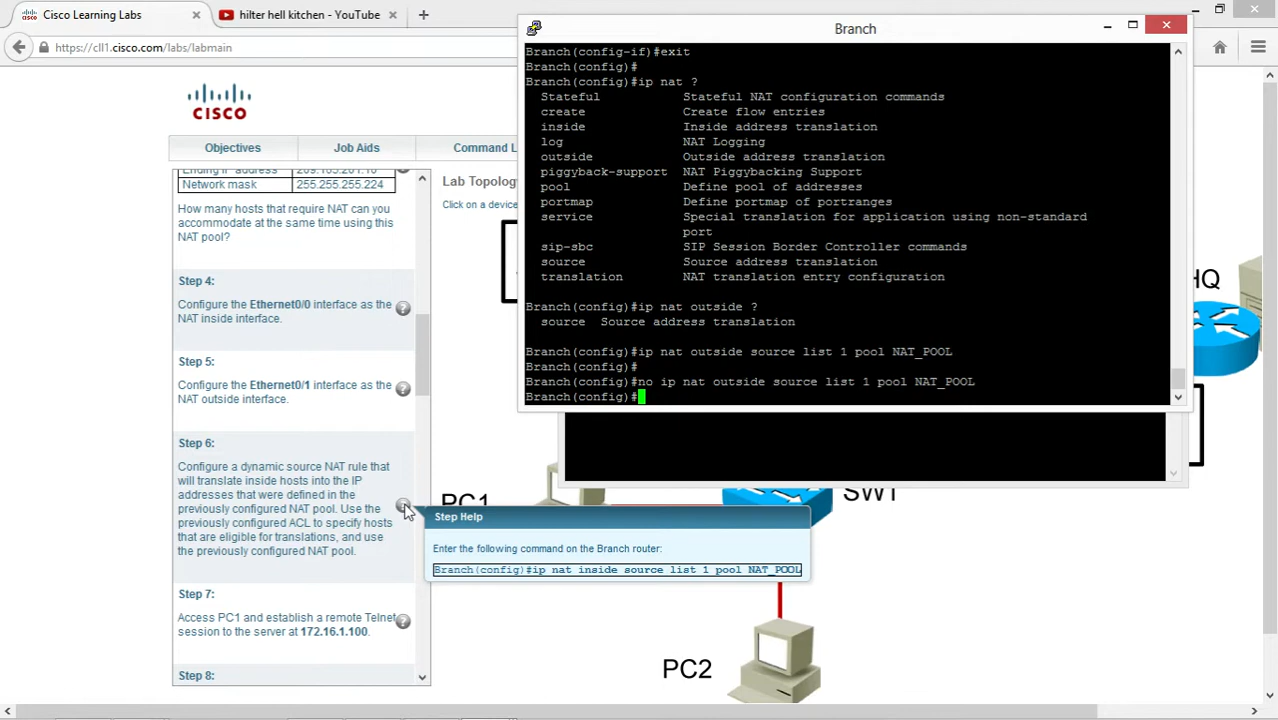 Cisco Learning Labs
hilter hell kitchen - YouTube
https://cll1.cisco.com/labs/labmain
CISCO
Objectives
Job Aids
Command L
Network mask
255.255.255.224
How many hosts that require NAT can you
accommodate at the same time using this
NAT pool?
Step 4:
Configure the Ethernet0/0 interface as the
NAT inside interface.
Step 5:
Configure the Ethernet0/1 interface as the
NAT outside interface.
Step 6:
Configure a dynamic source NAT rule that
will translate inside hosts into the IP
addresses that were defined in the
previously configured NAT pool. Use the
previously configured ACL to specify hosts
that are eligible for translations, and use
the previously configured NAT pool.
Step 7:
Access PC1 and establish a remote Telnet
session to the server at 172.16.1.100.
Step 8:
Lab Topology
Click on a device
Branch
Branch(config-if)#exit
Branch(config)#
Branch(config)#ip nat ?
Stateful Stateful NAT configuration commands
create Create flow entries
inside Inside address translation
log NAT Logging
outside Outside address translation
piggyback-support NAT Piggybacking Support
pool Define pool of addresses
portmap Define portmap of portranges
service Special translation for application using non-standard
port
sip-sbc SIP Session Border Controller commands
source Source address translation
translation NAT translation entry configuration
Branch(config)#ip nat outside ?
source Source address translation
Branch(config)#ip nat outside source list 1 pool NAT_POOL
Branch(config)#
Branch(config)#no ip nat outside source list 1 pool NAT_POOL
Branch(config)#
HQ
PC1
SW1
Step Help
Enter the following command on the Branch router:
Branch(config)#ip nat inside source list 1 pool NAT_POOL
PC2